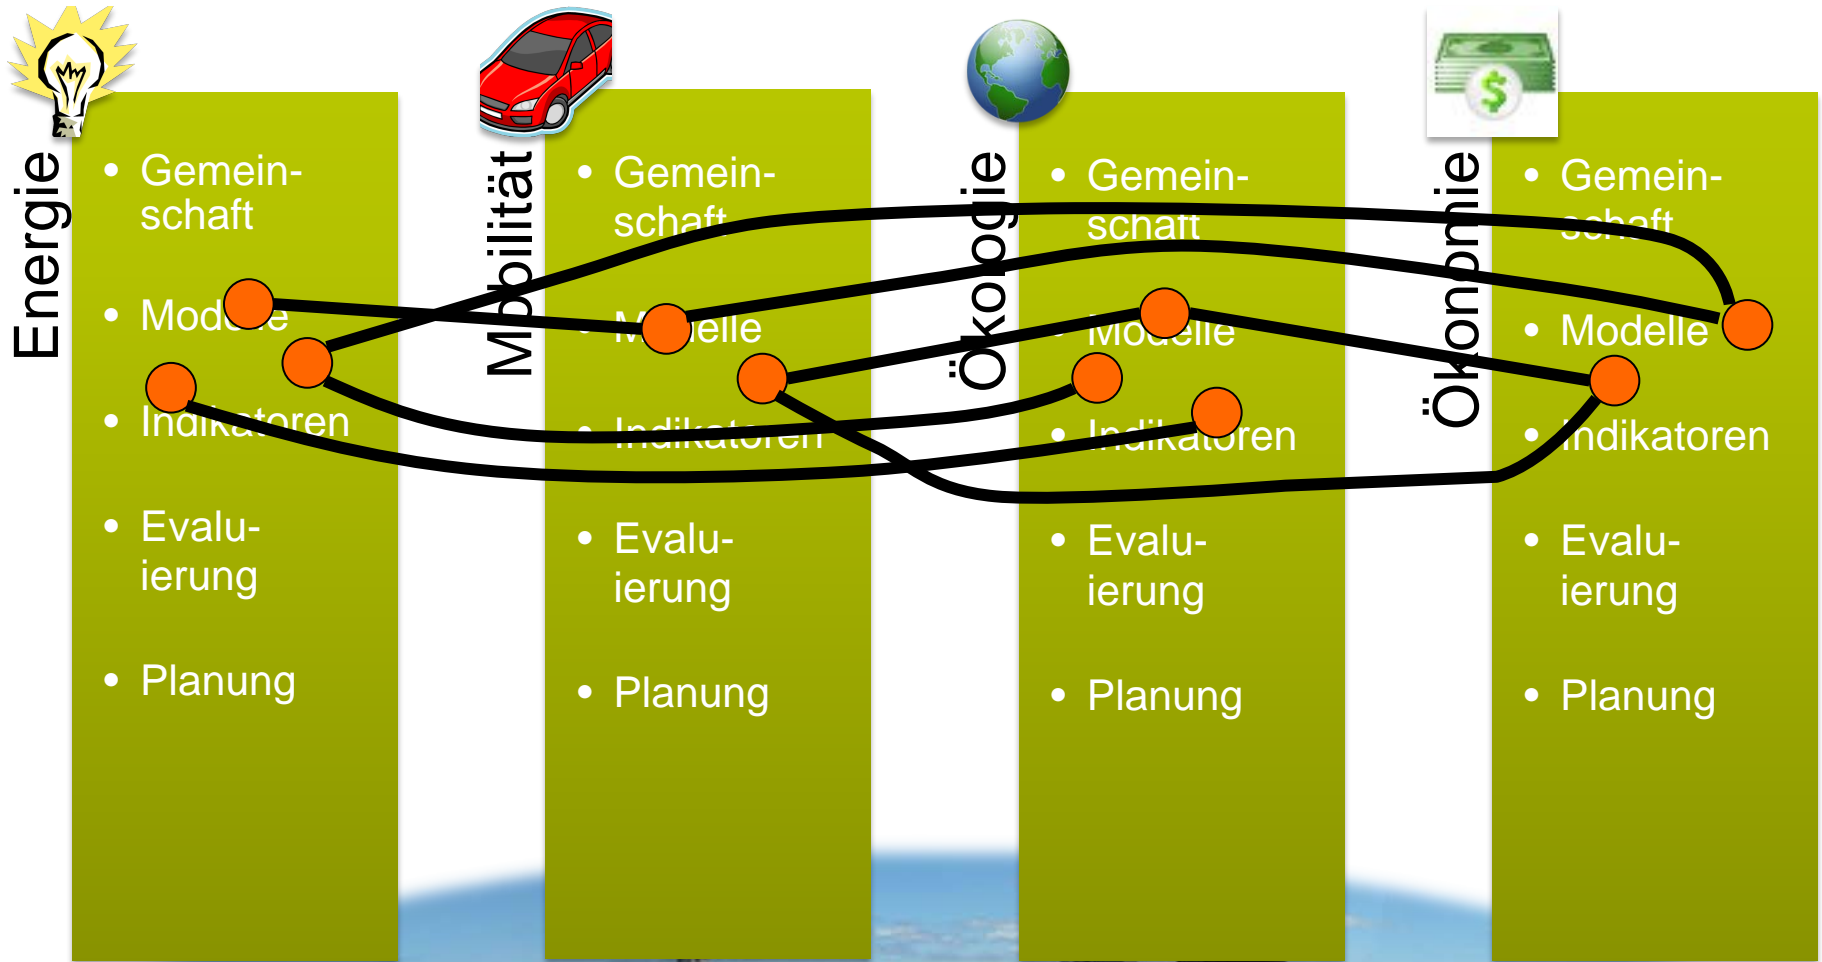 Energie
• Gemein-
schaft
• Modelle
• Indikatoren
• Evalu-
ierung
• Planung
Mobilität
• Gemein-
schaft
• Modelle
• Indikatoren
• Evalu-
ierung
• Planung
Ökologie
• Gemein-
schaft
• Modelle
• Indikatoren
• Evalu-
ierung
• Planung
Ökonomie
• Gemein-
schaft
• Modelle
• Indikatoren
• Evalu-
ierung
• Planung
$